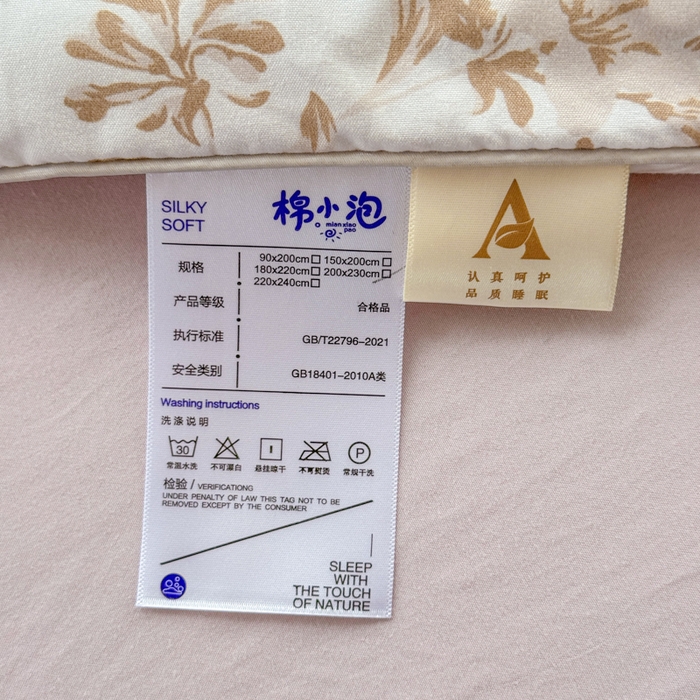 SILKY
SOFT
棉小泡
mianxiao
pao
规格
90x200cm□ 150x200cm□
180x220cm□ 200x230cm□
220x240cm□
产品等级
合格品
执行标准
GB/T22796-2021
安全类别
GB18401-2010A类
Washing instructions
洗涤说明
30
P
常温水洗 不可漂白 悬挂晾干 不可熨烫 常规干洗
检验 / VERIFICATIONG
UNDER PENALTY OF LAW THIS TAG NOT TO BE
REMOVED EXCEPT BY THE CONSUMER
SLEEP
WITH
THE TOUCH
OF NATURE
A
认真呵护
品质睡眠